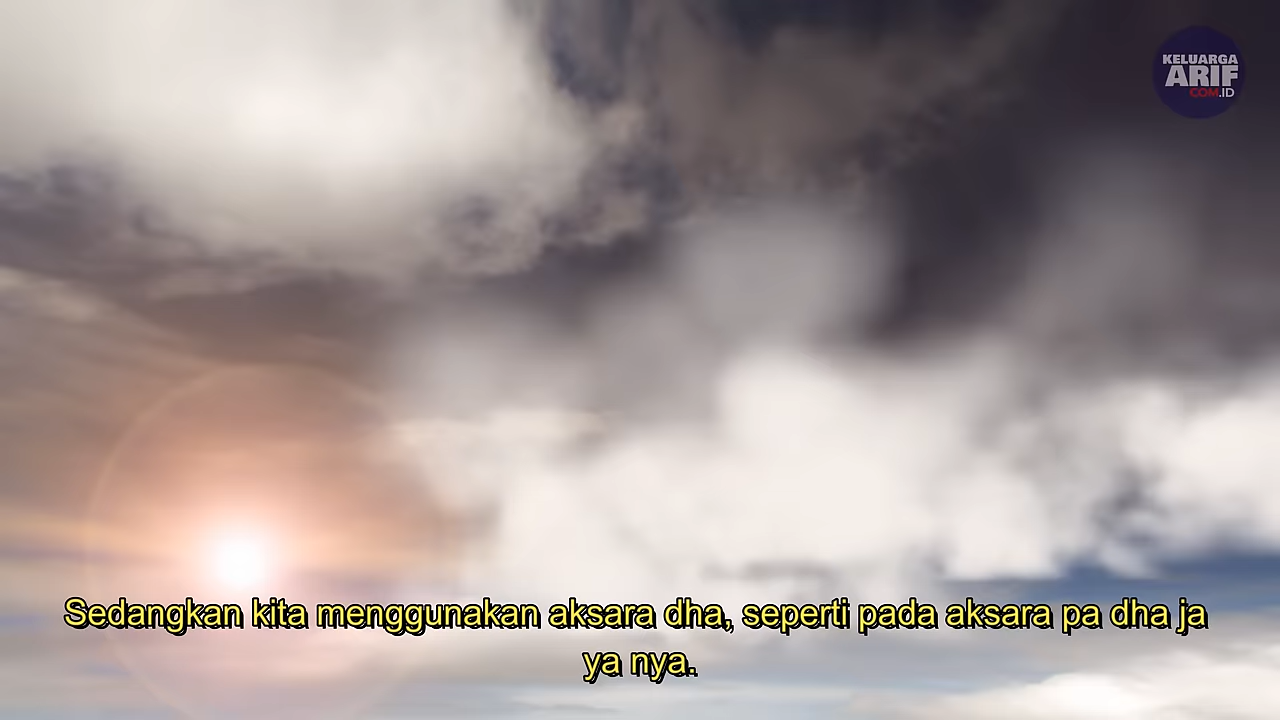 KELUARGA
ARIF
COM.ID
Sedangkan kita menggunakan aksara dha, seperti pada aksara pa dha ja
ya nya.